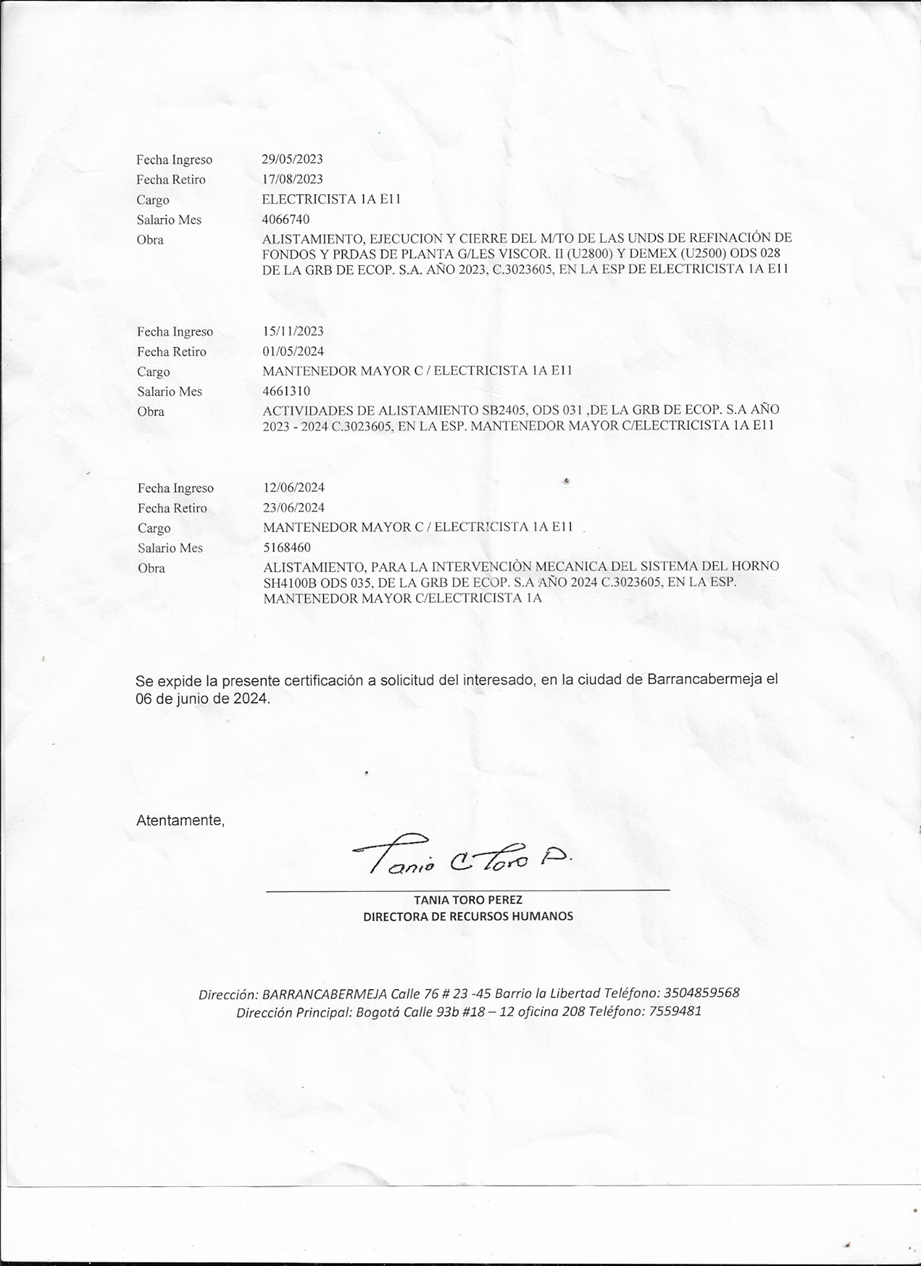 Fecha Ingreso 29/05/2023
Fecha Retiro 17/08/2023
Cargo ELECTRICISTA 1A E11
Salario Mes 4066740
Obra ALISTAMIENTO, EJECUCION Y CIERRE DEL M/TO DE LAS UNDS DE REFINACIÓN DE
FONDOS Y PRDAS DE PLANTA G/LES VISCOR. II (U2800) Y DEMEX (U2500) ODS 028
DE LA GRB DE ECOP. S.A. AÑO 2023, C.3023605, EN LA ESP DE ELECTRICISTA 1A E11
Fecha Ingreso 15/11/2023
Fecha Retiro 01/05/2024
Cargo MANTENEDOR MAYOR C / ELECTRICISTA 1A E11
Salario Mes 4661310
Obra ACTIVIDADES DE ALISTAMIENTO SB2405, ODS 031 ,DE LA GRB DE ECOP. S.A AÑO
2023 - 2024 C.3023605, EN LA ESP. MANTENEDOR MAYOR C/ELECTRICISTA 1A E11
Fecha Ingreso 12/06/2024
Fecha Retiro 23/06/2024
Cargo MANTENEDOR MAYOR C / ELECTRICISTA 1A E11
Salario Mes 5168460
Obra ALISTAMIENTO, PARA LA INTERVENCIÒN MECANICA DEL SISTEMA DEL HORNO
SH4100B ODS 035, DE LA GRB DE ECOP. S.A AÑO 2024 C.3023605, EN LA ESP.
MANTENEDOR MAYOR C/ELECTRICISTA 1A
Se expide la presente certificación a solicitud del interesado, en la ciudad de Barrancabermeja el
06 de junio de 2024.
Atentamente,
Tania C Toro P.
TANIA TORO PEREZ
DIRECTORA DE RECURSOS HUMANOS
Dirección: BARRANCABERMEJA Calle 76 # 23 -45 Barrio la Libertad Teléfono: 3504859568
Dirección Principal: Bogotá Calle 93b #18 – 12 oficina 208 Teléfono: 7559481